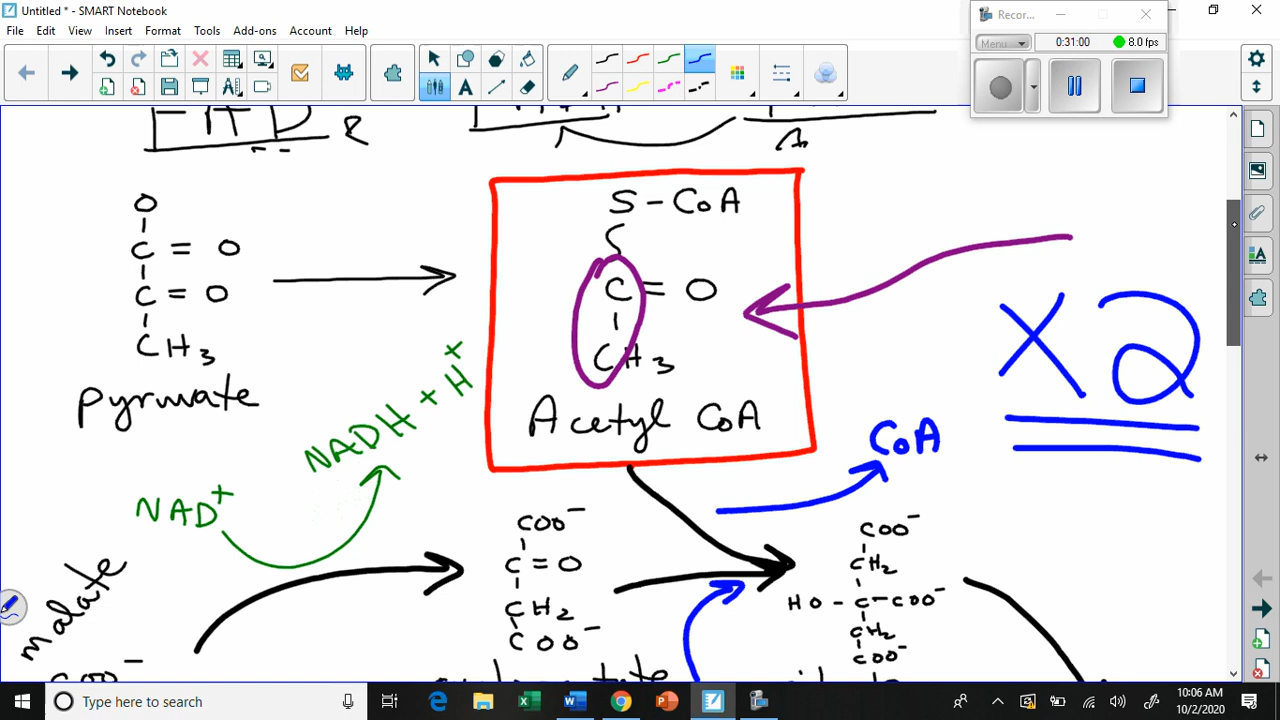 Untitled * - SMART Notebook
File Edit View Insert Format Tools Add-ons Account Help
Recor...
Menu
0:31:00
8.0 fps
S - CoA
O
C = O
C = O
CH3
pyruvate
C = O
CH3
Acetyl CoA
X2
CoA
NADH + H+
NAD+
malate
COO-
C = O
CH2
COO-
COO-
CH2
HO - C - COO-
CH2
COO-
Type here to search
10:06 AM
10/2/2020